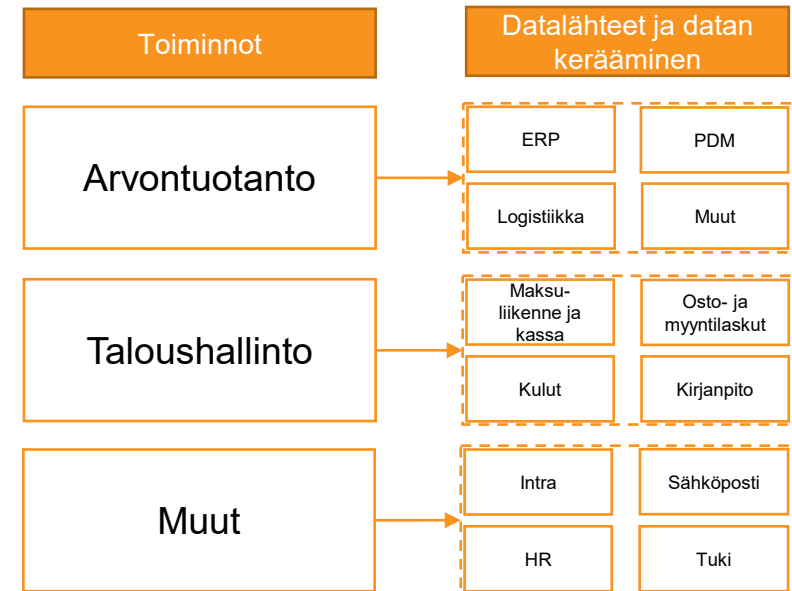 Toiminnot
Datalähteet ja datan
kerääminen
Arvontuotanto
ERP
PDM
Logistiikka
Muut
Taloushallinto
Maksu-
liikenne ja
kassa
Osto- ja
myyntilaskut
Kulut
Kirjanpito
Muut
Intra
Sähköposti
HR
Tuki